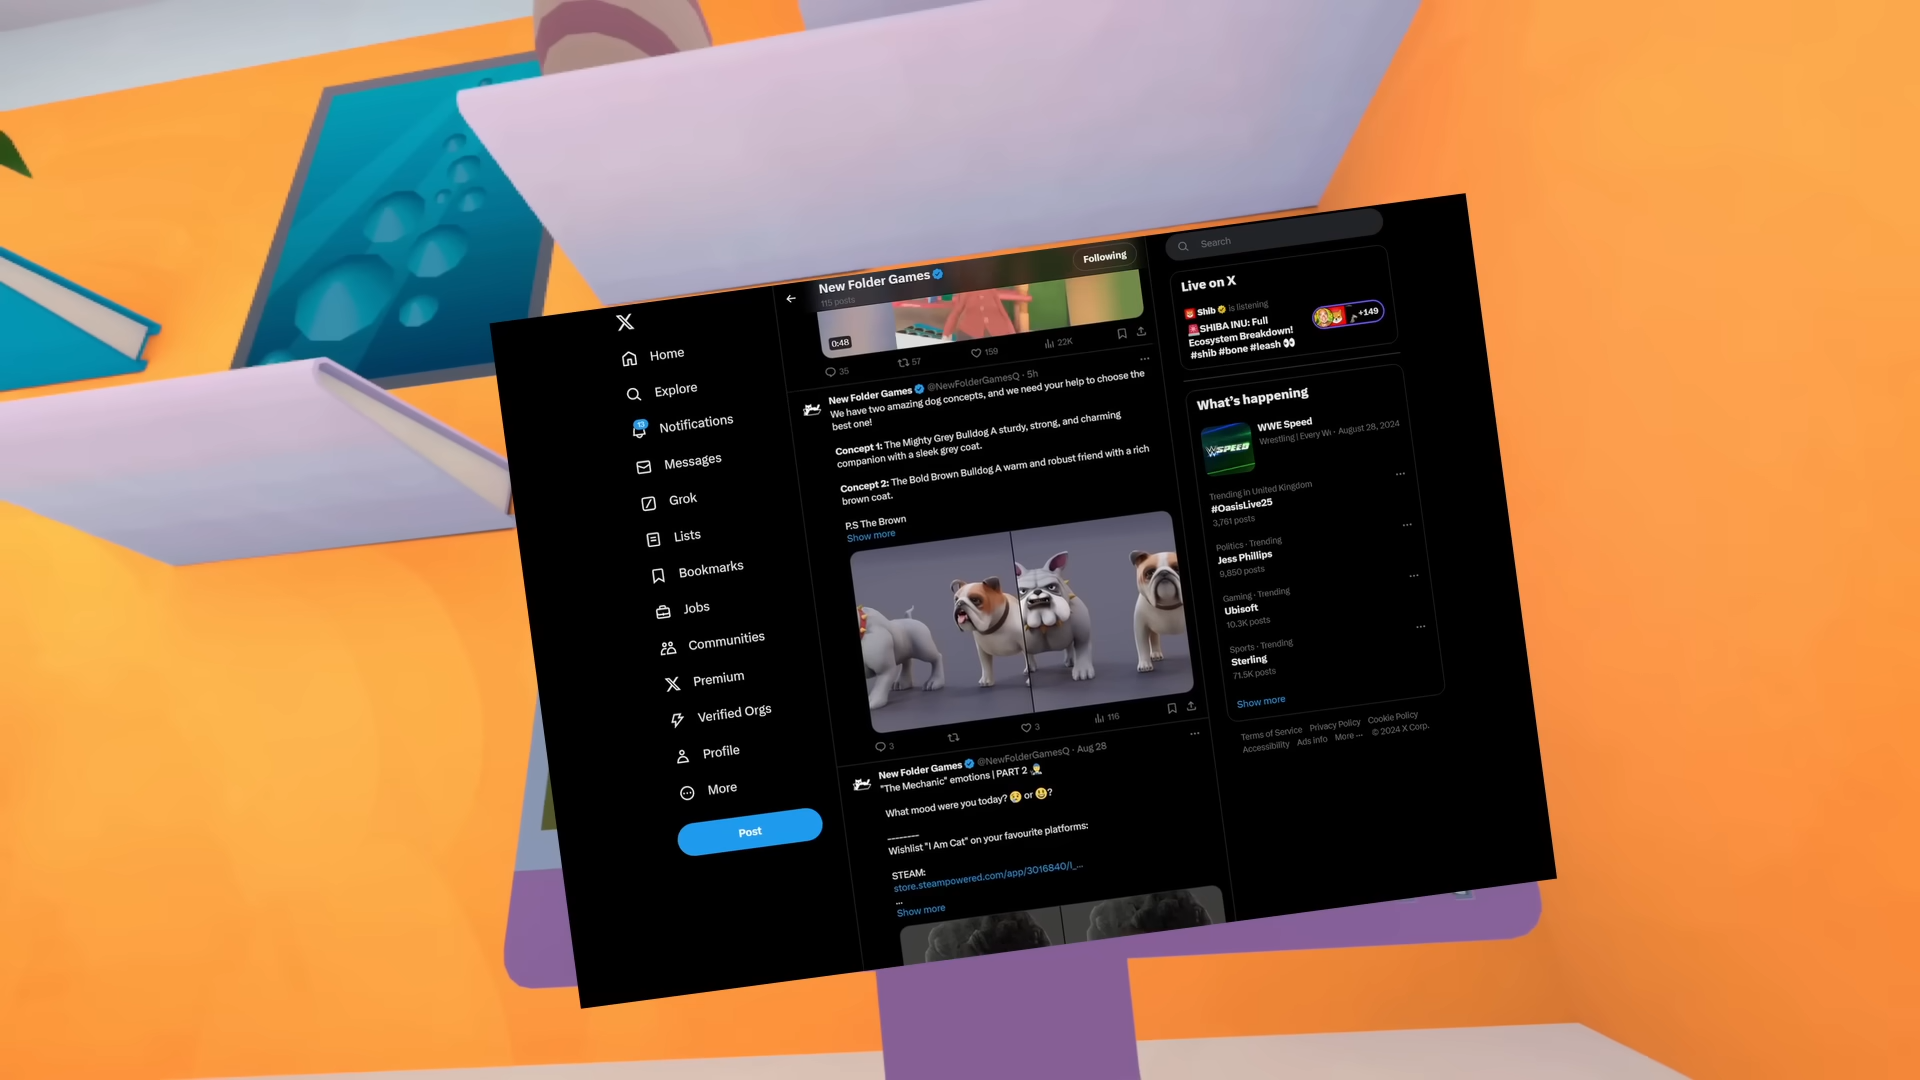 Home
Explore
13
Notifications
Messages
Grok
Lists
Bookmarks
Jobs
Communities
Premium
Verified Orgs
Profile
More
Post
New Folder Games
115 posts
Following
0:48
35
57
159
22K
New Folder Games @NewFolderGamesQ · 5h
We have two amazing dog concepts, and we need your help to choose the
best one!
Concept 1: The Mighty Grey Bulldog A sturdy, strong, and charming
companion with a sleek grey coat.
Concept 2: The Bold Brown Bulldog A warm and robust friend with a rich
brown coat.
P.S The Brown
Show more
3
3
116
New Folder Games @NewFolderGamesQ · Aug 28
"The Mechanic" emotions | PART 2 
What mood were you today? 😢 or 😃?
________
Wishlist "I Am Cat" on your favourite platforms:
STEAM:
store.steampowered.com/app/3016840/I_...
...
Show more
Search
Live on X
Shib is listening
🚨SHIBA INU: Full
Ecosystem Breakdown!
#shib #bone #leash 👀
+149
What's happening
SPEED
WWE Speed
Wrestling | Every W · August 28, 2024
Trending in United Kingdom
#OasisLive25
3,761 posts
Politics · Trending
Jess Phillips
9,850 posts
Gaming · Trending
Ubisoft
10.3K posts
Sports · Trending
Sterling
71.5K posts
Show more
Terms of Service Privacy Policy Cookie Policy
Accessibility Ads info More ... © 2024 X Corp.